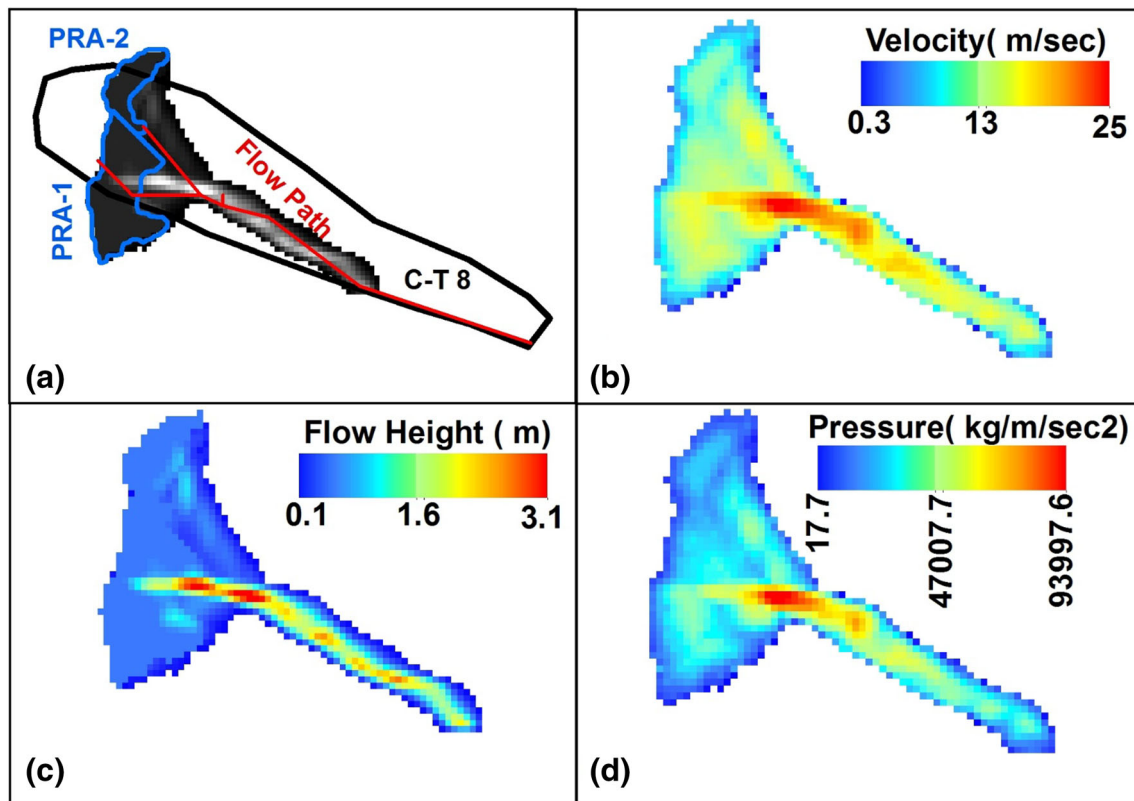 PRA-2
PRA-1
Flow Path
C-T 8
(a)
Velocity( m/sec)
0.3 13 25
(b)
Flow Height ( m)
0.1 1.6 3.1
(c)
Pressure( kg/m/sec2)
17.7 47007.7 93997.6
(d)